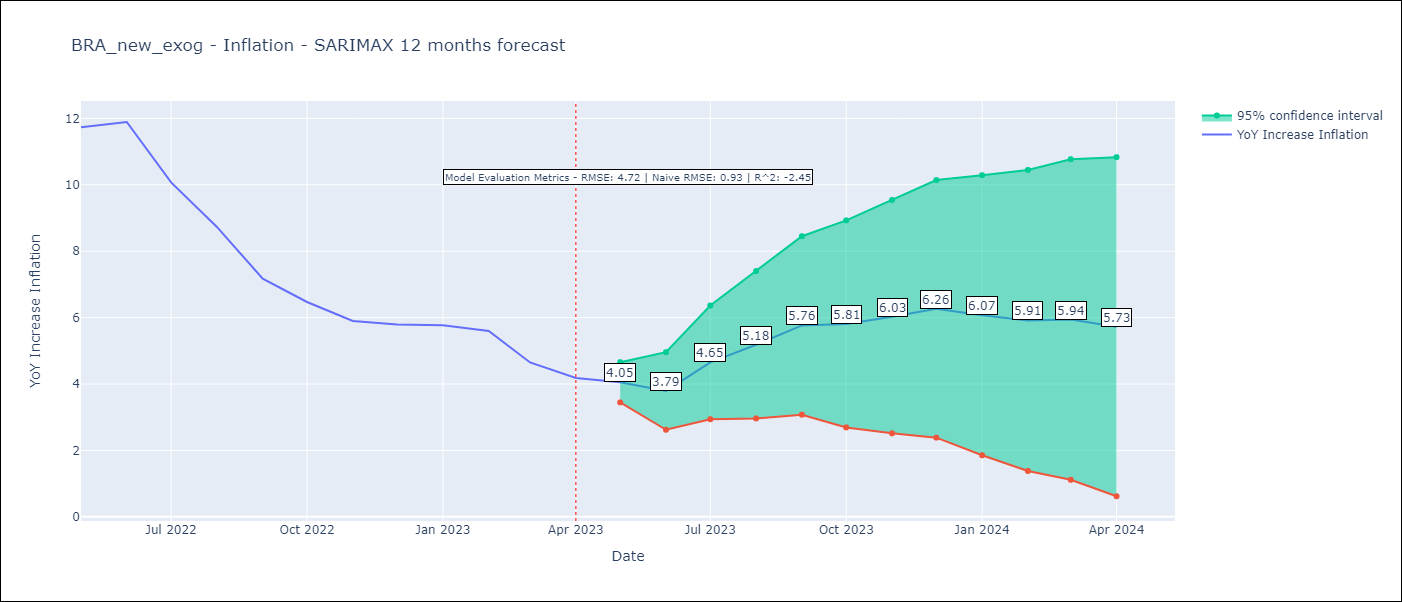 BRA_new_exog - Inflation - SARIMAX 12 months forecast
95% confidence interval
YoY Increase Inflation
Model Evaluation Metrics - RMSE: 4.72 | Naive RMSE: 0.93 | R^2: -2.45
YoY Increase Inflation
12
10
8
6
4
2
0
4.05
3.79
4.65
5.18
5.76
5.81
6.03
6.26
6.07
5.91
5.94
5.73
Jul 2022
Oct 2022
Jan 2023
Apr 2023
Jul 2023
Oct 2023
Jan 2024
Apr 2024
Date